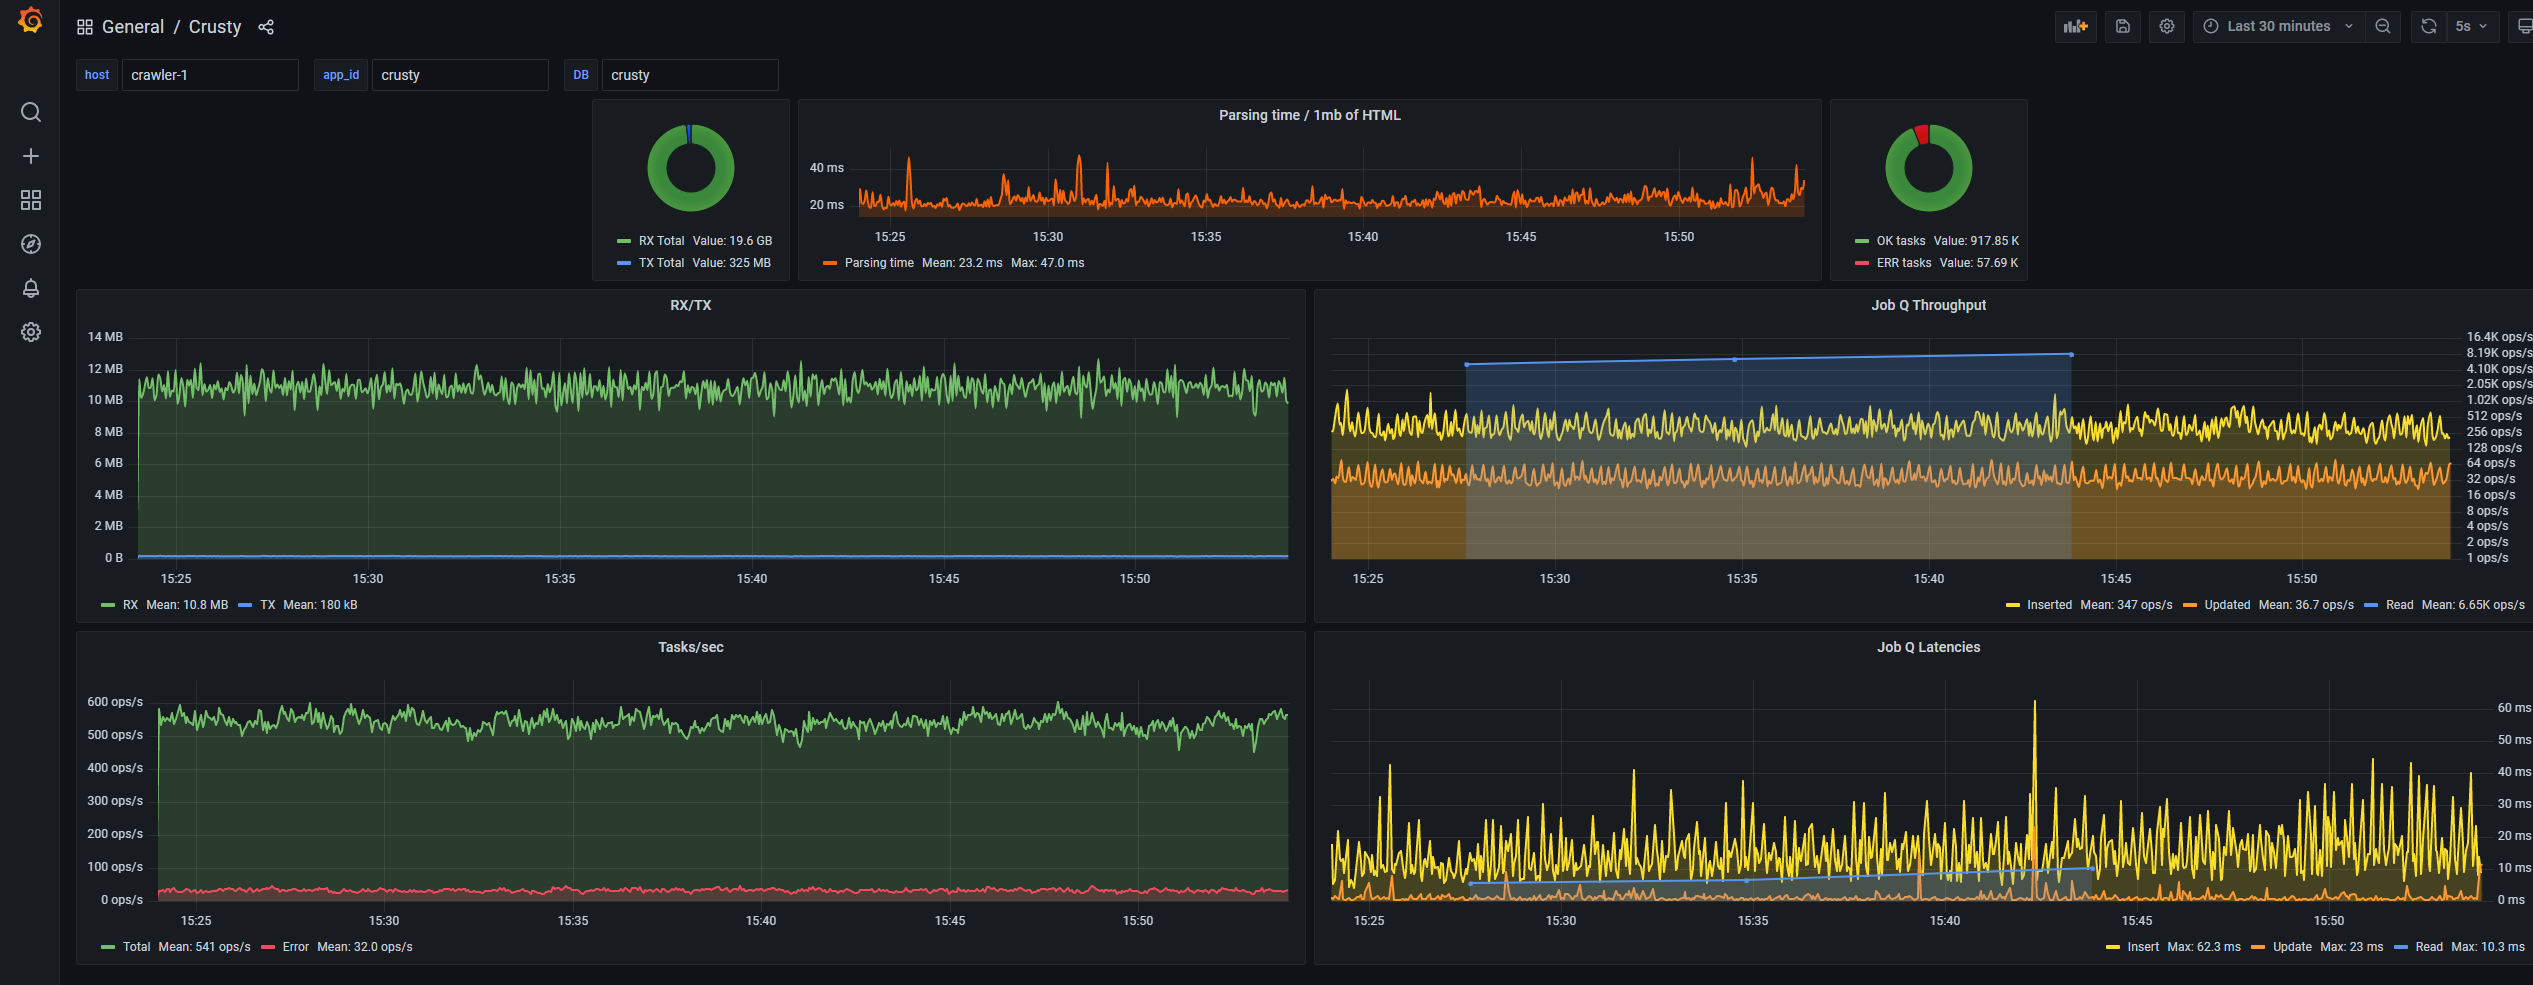 General / Crusty
Last 30 minutes
5s
host crawler-1 app_id crusty DB crusty
RX Total Value: 19.6 GB
TX Total Value: 325 MB
Parsing time / 1mb of HTML
40 ms
20 ms
15:25 15:30 15:35 15:40 15:45 15:50
Parsing time Mean: 23.2 ms Max: 47.0 ms
OK tasks Value: 917.85 K
ERR tasks Value: 57.69 K
RX/TX
14 MB
12 MB
10 MB
8 MB
6 MB
4 MB
2 MB
0 B
15:25 15:30 15:35 15:40 15:45 15:50
RX Mean: 10.8 MB TX Mean: 180 kB
Job Q Throughput
16.4K ops/s
8.19K ops/s
4.10K ops/s
2.05K ops/s
1.02K ops/s
512 ops/s
256 ops/s
128 ops/s
64 ops/s
32 ops/s
16 ops/s
8 ops/s
4 ops/s
2 ops/s
1 ops/s
15:25 15:30 15:35 15:40 15:45 15:50
Inserted Mean: 347 ops/s Updated Mean: 36.7 ops/s Read Mean: 6.65K ops/s
Tasks/sec
600 ops/s
500 ops/s
400 ops/s
300 ops/s
200 ops/s
100 ops/s
0 ops/s
15:25 15:30 15:35 15:40 15:45 15:50
Total Mean: 541 ops/s Error Mean: 32.0 ops/s
Job Q Latencies
60 ms
50 ms
40 ms
30 ms
20 ms
10 ms
0 ms
15:25 15:30 15:35 15:40 15:45 15:50
Insert Max: 62.3 ms Update Max: 23 ms Read Max: 10.3 ms